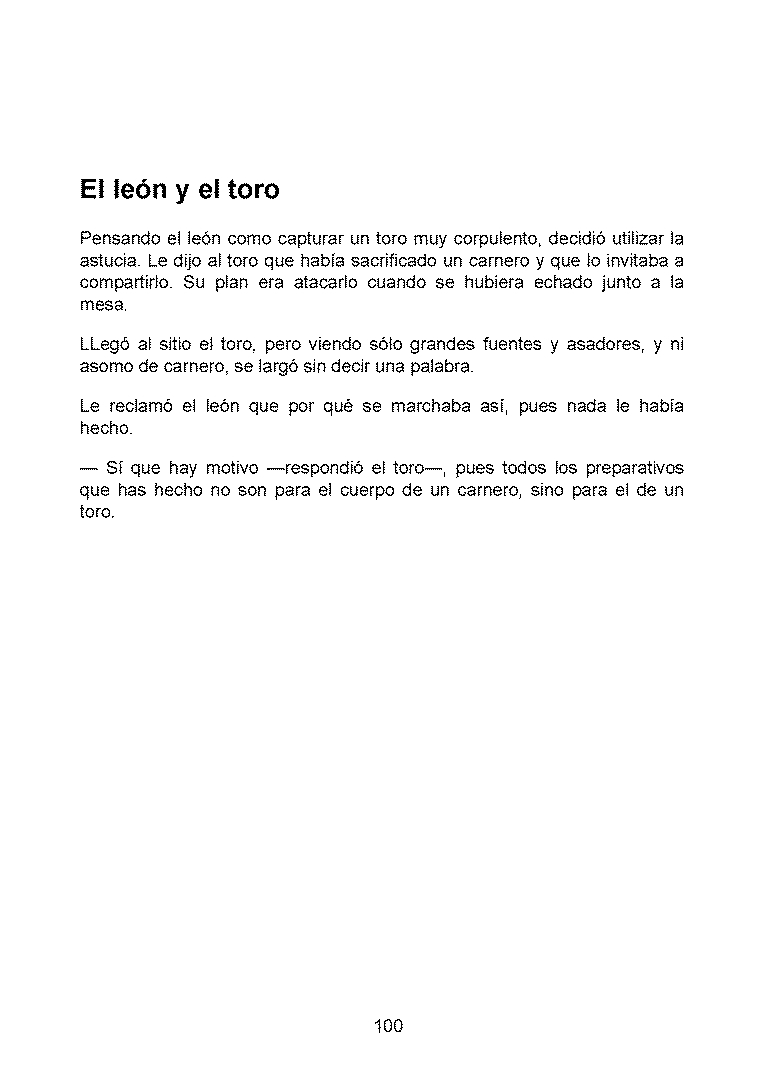 El león y el toro
Pensando el león como capturar un toro muy corpulento, decidió utilizar la
astucia. Le dijo al toro que había sacrificado un carnero y que lo invitaba a
compartirlo. Su plan era atacarlo cuando se hubiera echado junto a la
mesa.
LLegó al sitio el toro, pero viendo sólo grandes fuentes y asadores, y ni
asomo de carnero, se largó sin decir una palabra.
Le reclamó el león que por qué se marchaba así, pues nada le había
hecho.
— Sí que hay motivo —respondió el toro—, pues todos los preparativos
que has hecho no son para el cuerpo de un carnero, sino para el de un
toro.
100